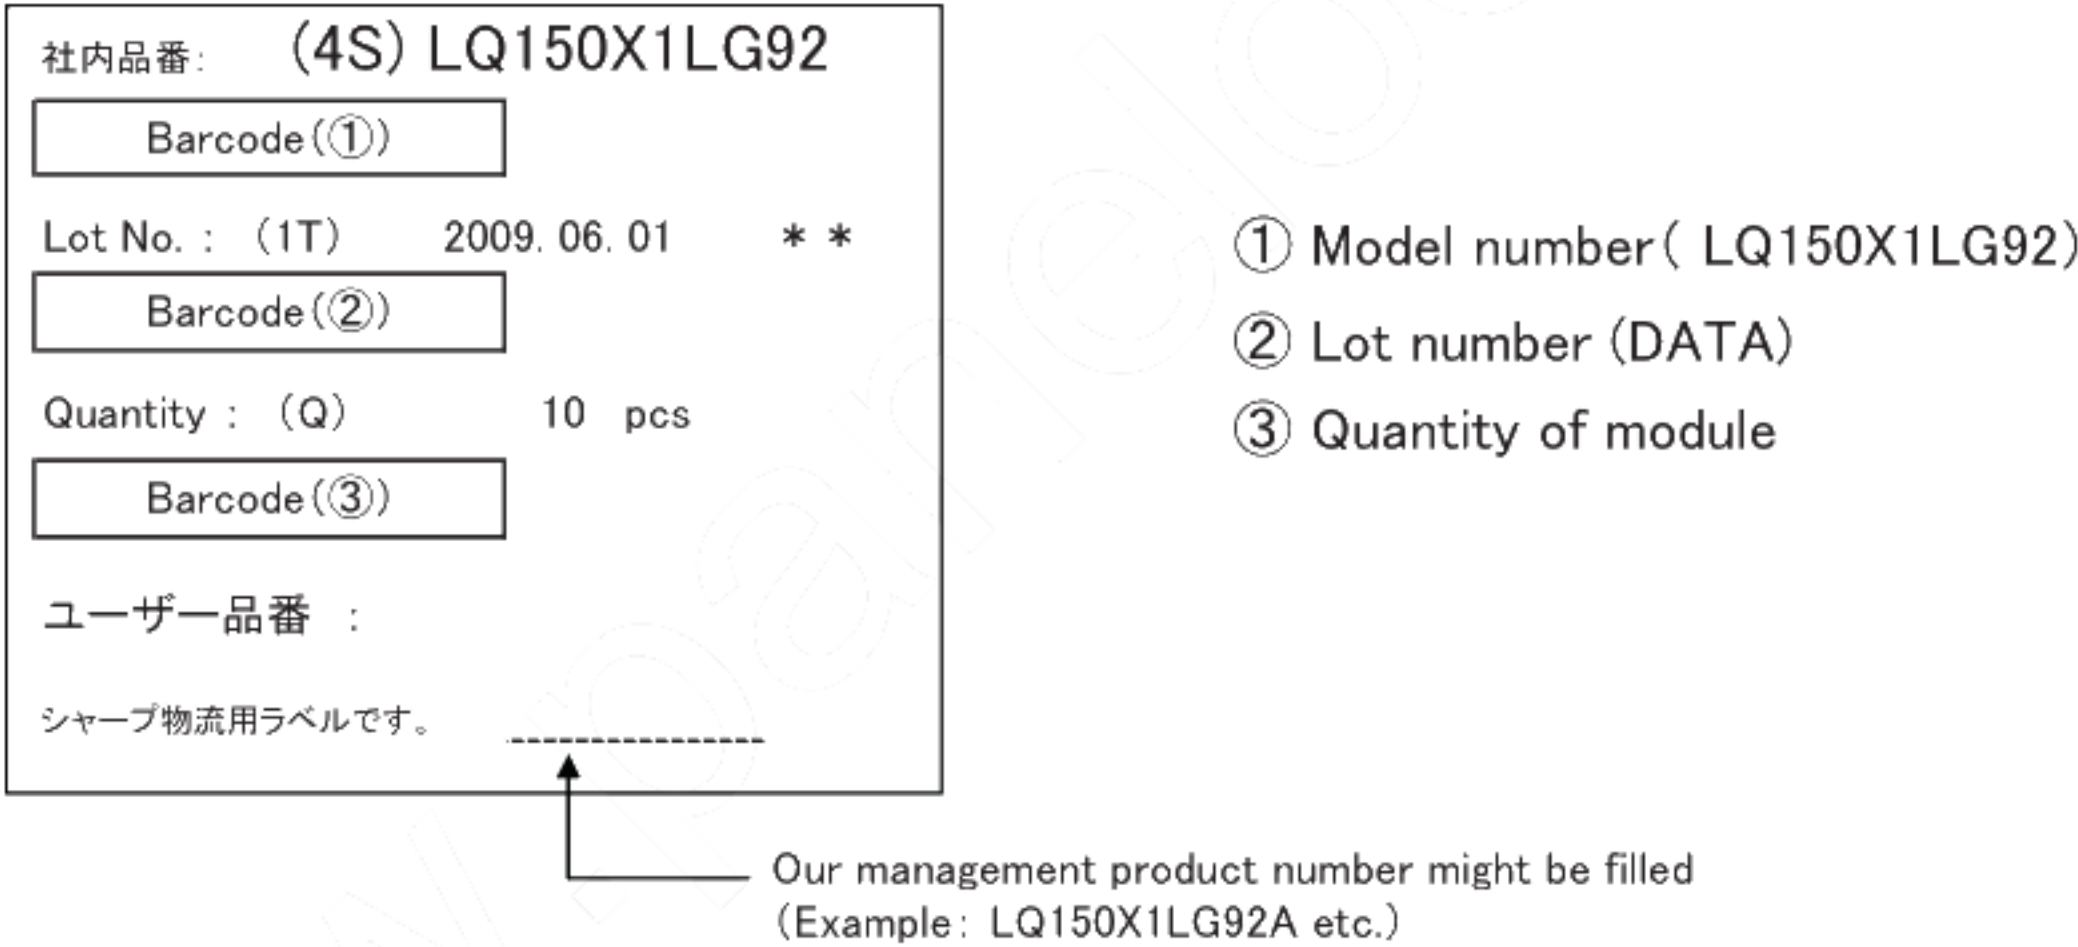 社内品番: (4S) LQ150X1LG92
Barcode(①)
Lot No. : (1T) 2009. 06. 01 * *
Barcode(②)
Quantity : (Q) 10 pcs
Barcode(③)
ユーザー品番 :
シャープ物流用ラベルです。
① Model number( LQ150X1LG92)
② Lot number (DATA)
③ Quantity of module
Our management product number might be filled
(Example: LQ150X1LG92A etc.)